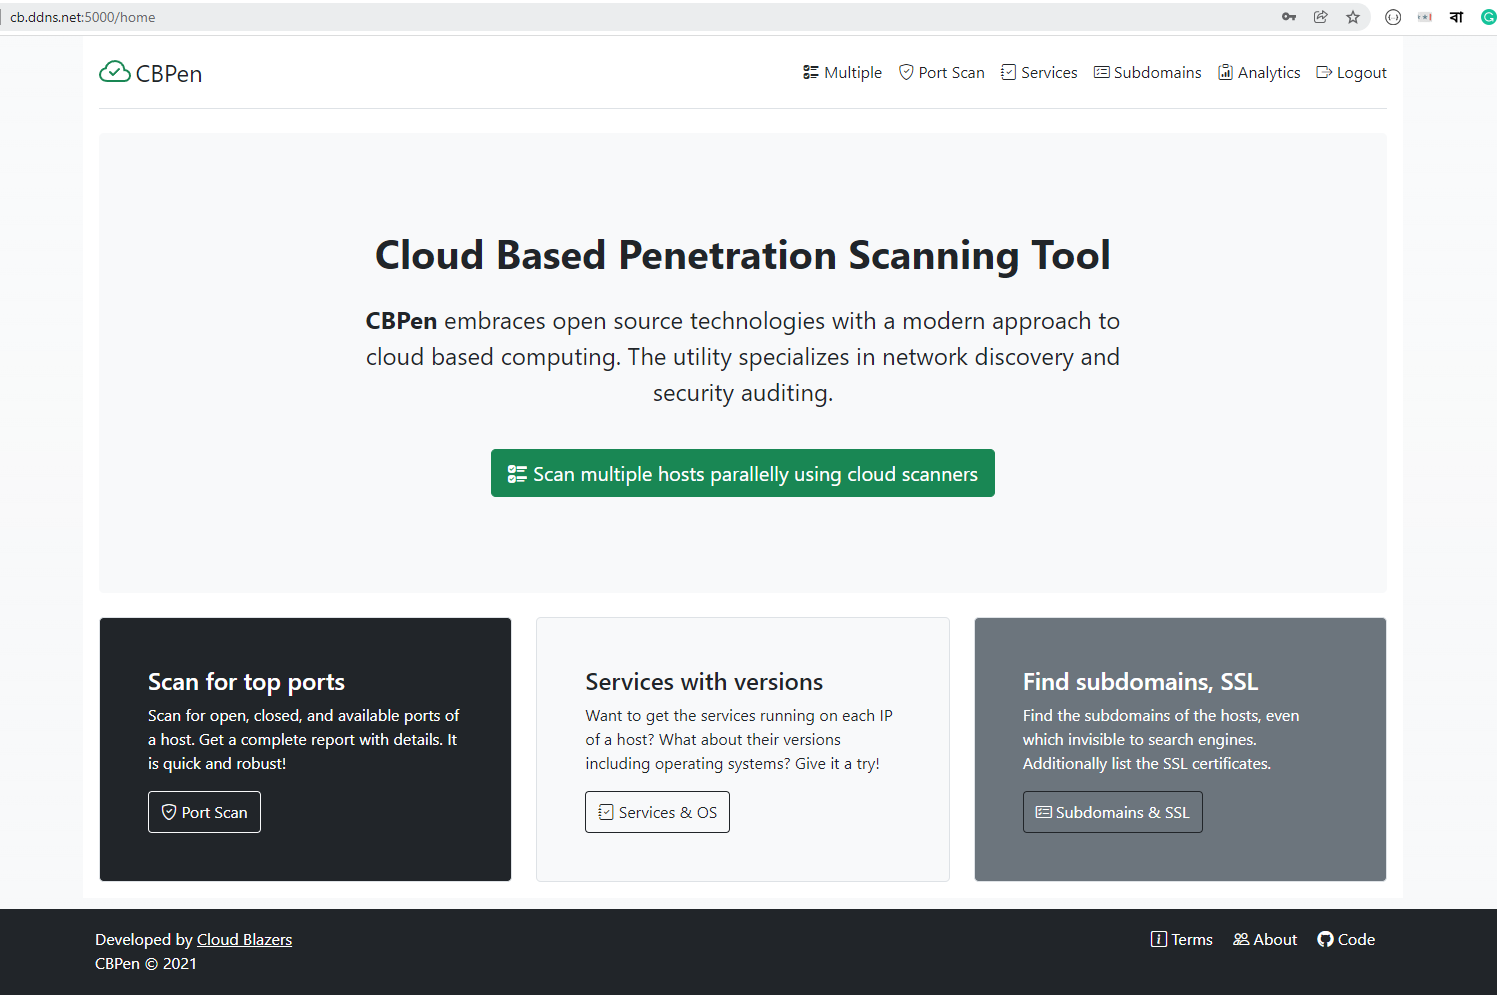 cb.ddns.net:5000/home
বা
G
CBPen
Multiple Port Scan Services Subdomains Analytics Logout
Cloud Based Penetration Scanning Tool
CBPen embraces open source technologies with a modern approach to
cloud based computing. The utility specializes in network discovery and
security auditing.
Scan multiple hosts parallelly using cloud scanners
Scan for top ports
Scan for open, closed, and available ports of
a host. Get a complete report with details. It
is quick and robust!
Port Scan
Services with versions
Want to get the services running on each IP
of a host? What about their versions
including operating systems? Give it a try!
Services & OS
Find subdomains, SSL
Find the subdomains of the hosts, even
which invisible to search engines.
Additionally list the SSL certificates.
Subdomains & SSL
Developed by Cloud Blazers
CBPen © 2021
Terms About Code